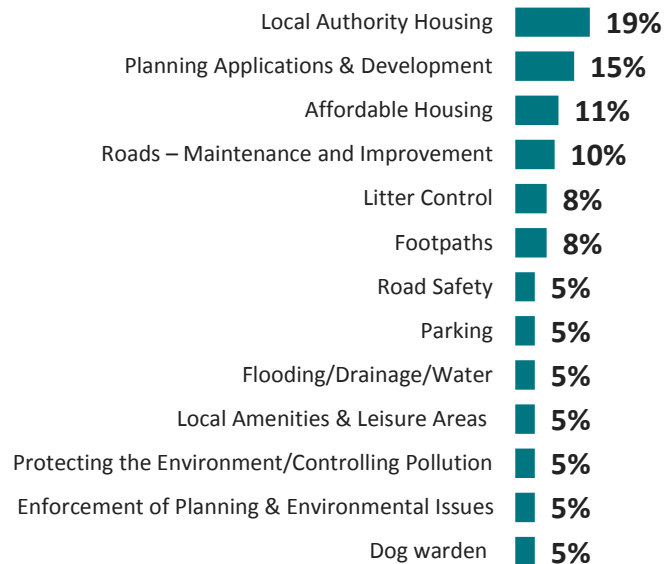 Local Authority Housing 19%
Planning Applications & Development 15%
Affordable Housing 11%
Roads – Maintenance and Improvement 10%
Litter Control 8%
Footpaths 8%
Road Safety 5%
Parking 5%
Flooding/Drainage/Water 5%
Local Amenities & Leisure Areas 5%
Protecting the Environment/Controlling Pollution 5%
Enforcement of Planning & Environmental Issues 5%
Dog warden 5%